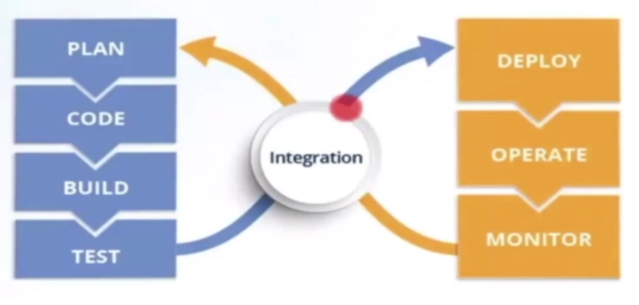 PLAN
CODE
BUILD
TEST
Integration
DEPLOY
OPERATE
MONITOR